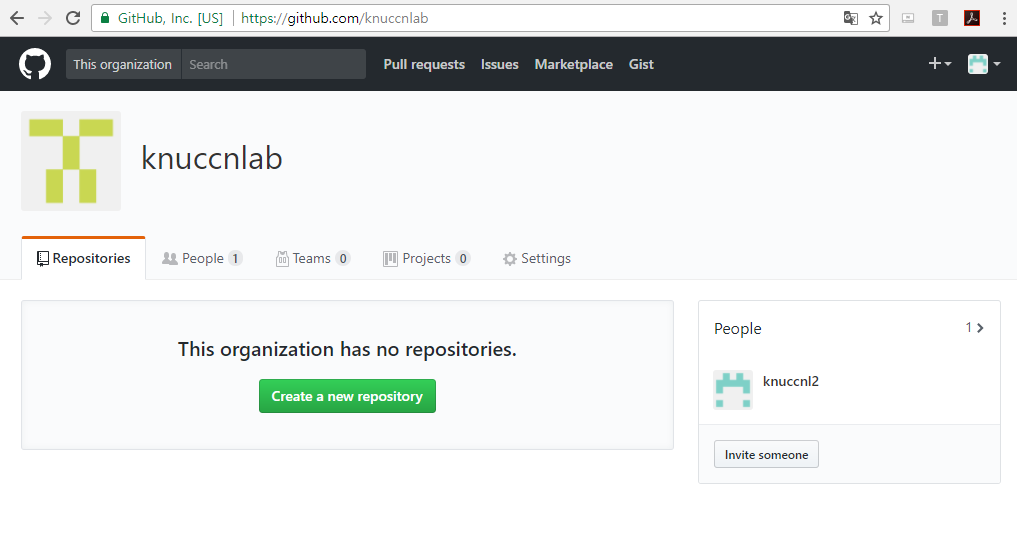 GitHub, Inc. [US] https://github.com/knuccnlab
T
This organization Search Pull requests Issues Marketplace Gist
knuccnlab
Repositories People 1 Teams 0 Projects 0 Settings
This organization has no repositories.
Create a new repository
People 1
knuccnl2
Invite someone